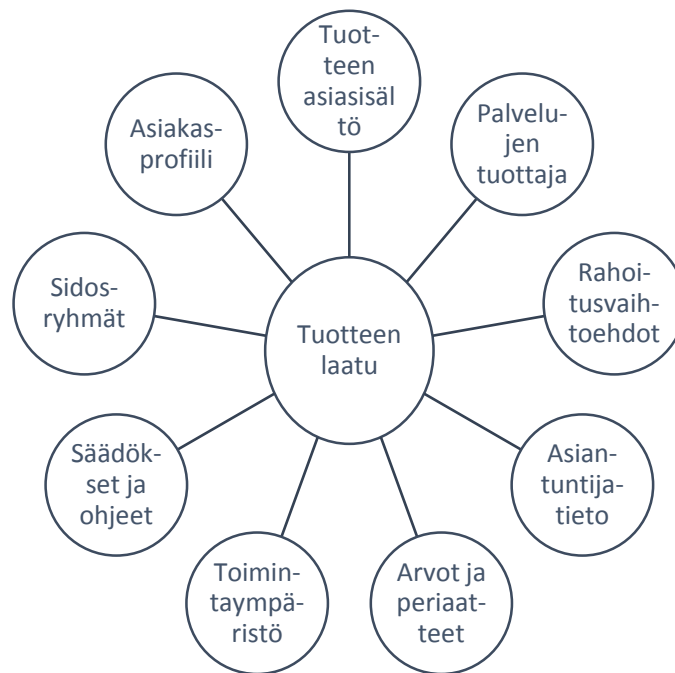 Tuot-
teen
asiasisäl
tö
Palvelu-
jen
tuottaja
Rahoi-
tusvaih-
toehdot
Asian-
tuntija-
tieto
Arvot ja
periaat-
teet
Toimin-
taympä-
ristö
Säädök-
set ja
ohjeet
Sidos-
ryhmät
Asiakas-
profiili
Tuotteen
laatu